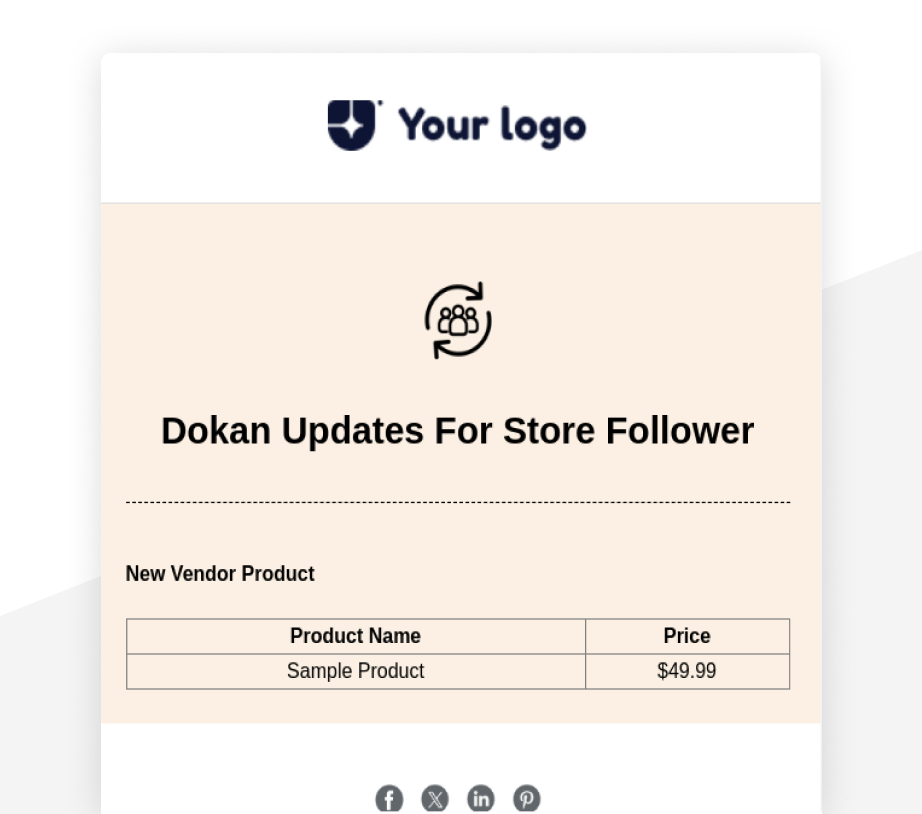 Your logo
Dokan Updates For Store Follower
New Vendor Product
Product Name Price
Sample Product $49.99